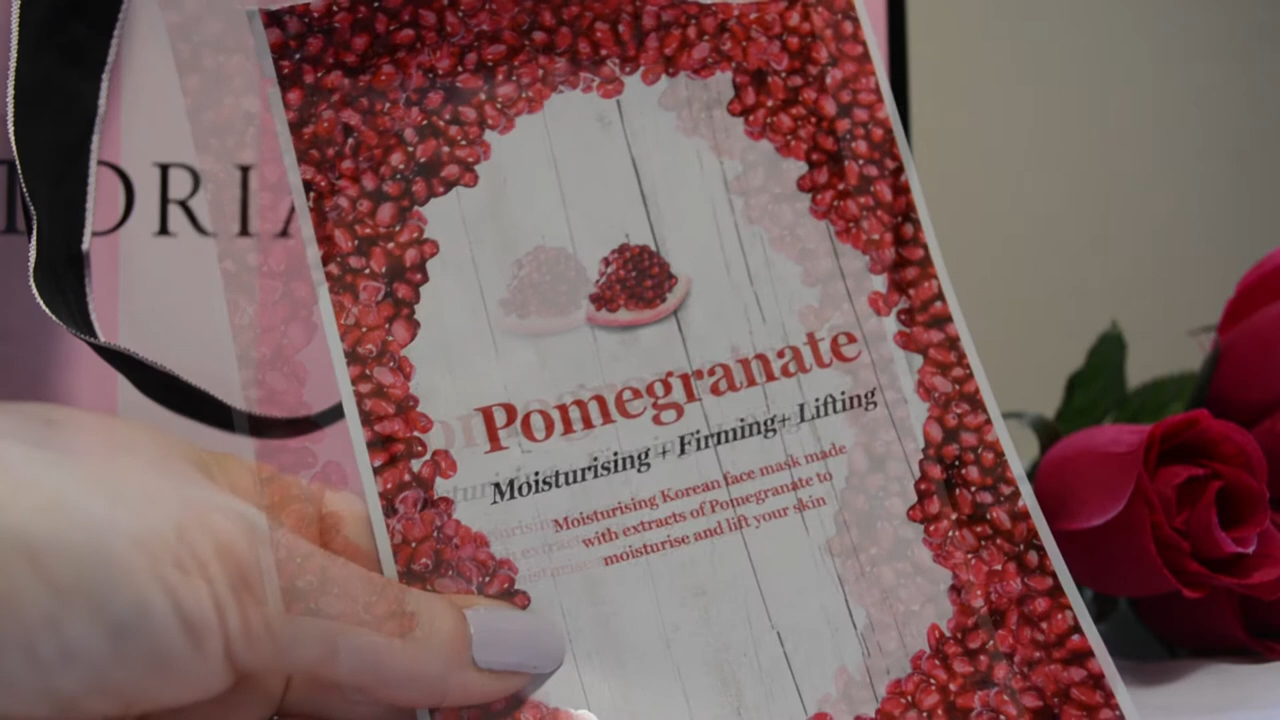 TORIA
Pomegranate
Moisturising + Firming+ Lifting
Moisturising Korean face mask made
with extracts of Pomegranate to
moisturise and lift your skin